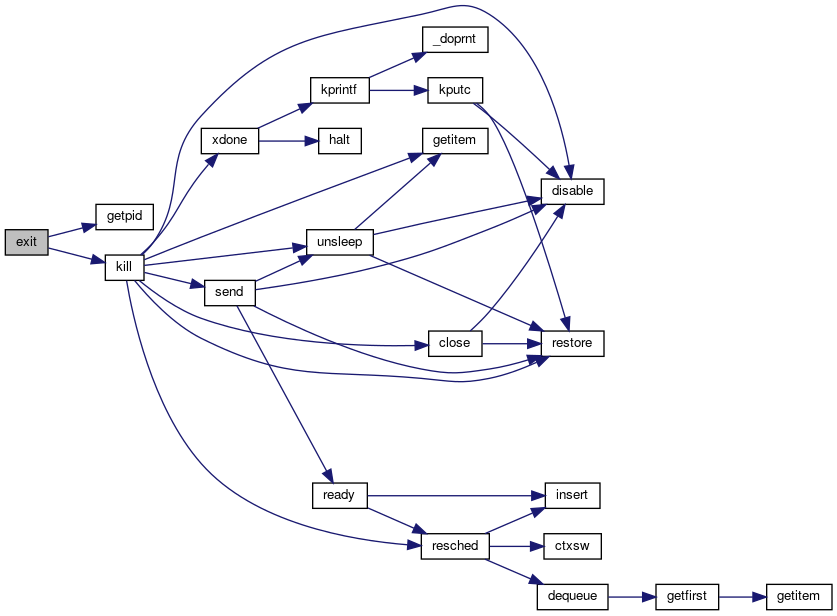 _doprnt
kprintf
kputc
xdone
halt
getitem
disable
getpid
exit
unsleep
kill
send
close
restore
ready
insert
resched
ctxsw
dequeue
getfirst
getitem